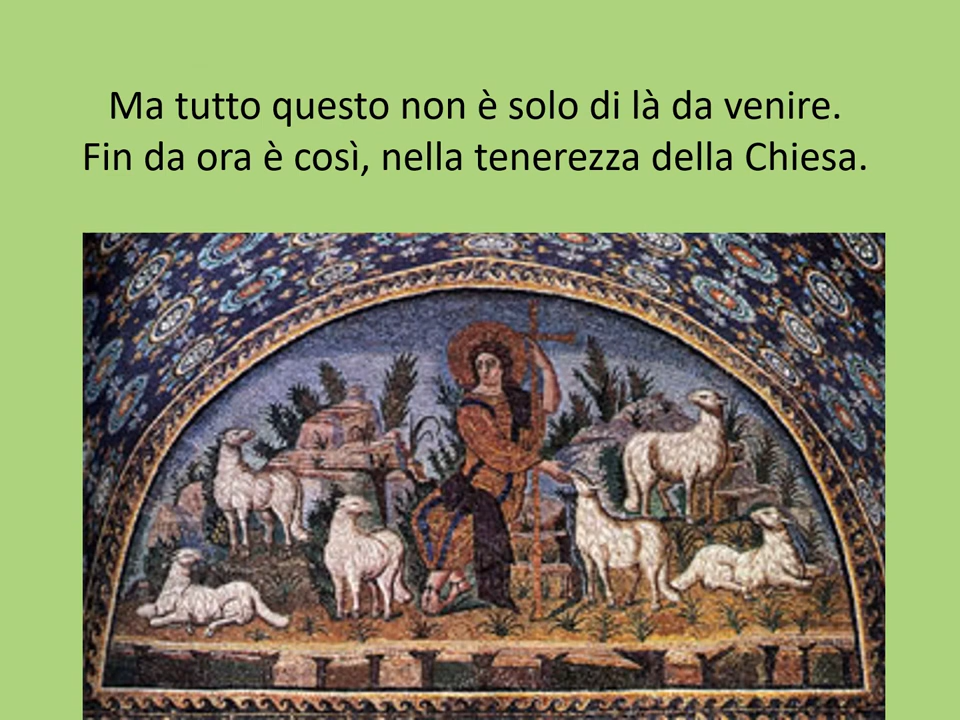 Ma tutto questo non è solo di là da venire.
Fin da ora è così, nella tenerezza della Chiesa.